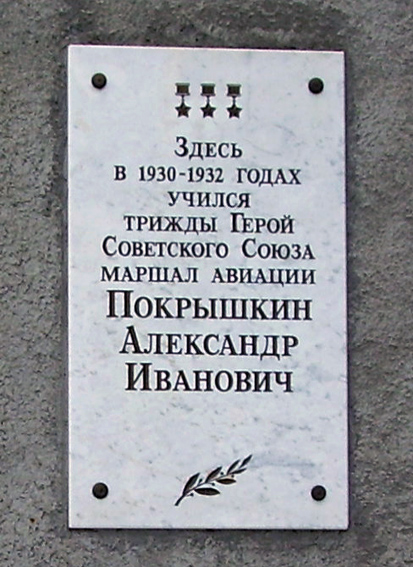 Здесь
в 1930-1932 годах
учился
трижды Герой
Советского Союза
маршал авиации
Покрышкин
Александр
Иванович